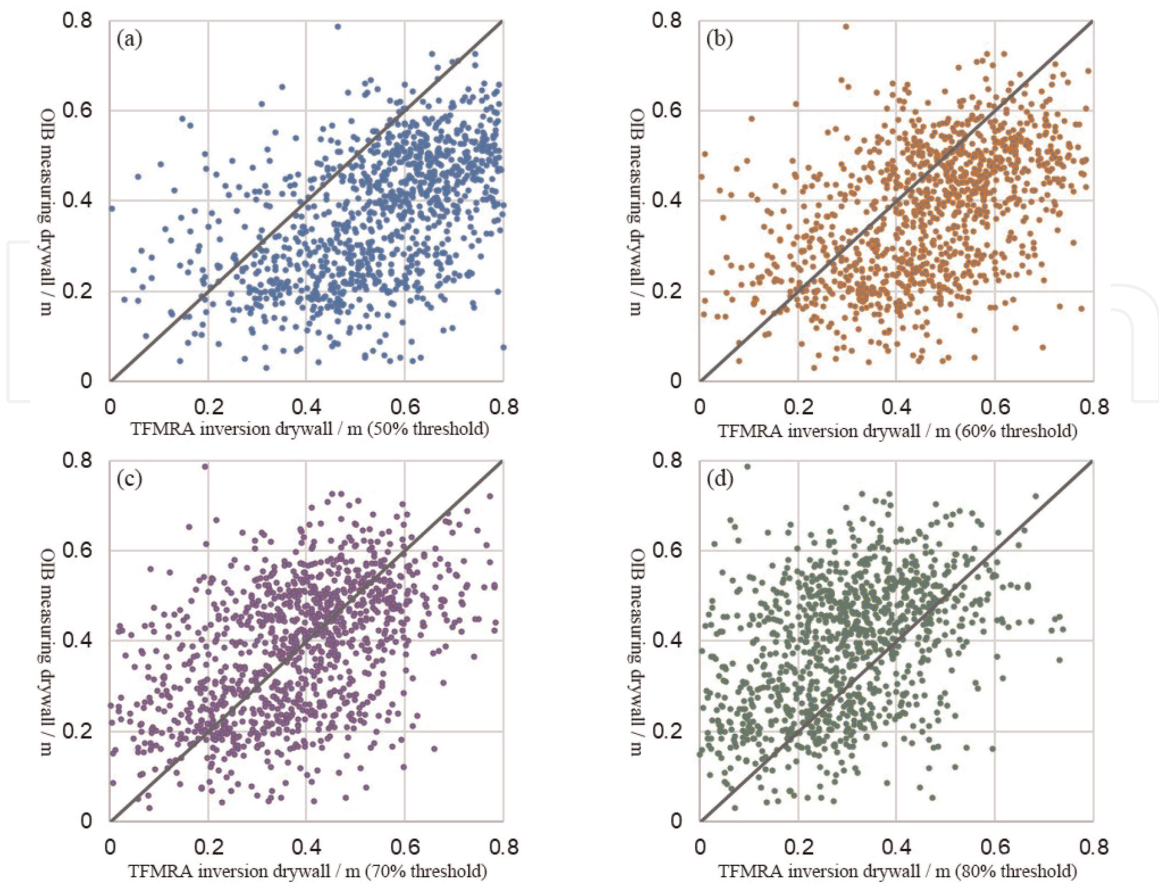 (a)
0.8
0.6
0.4
0.2
0
OIB measuring drywall / m
0 0.2 0.4 0.6 0.8
TFMRA inversion drywall / m (50% threshold)
(b)
0.8
0.6
0.4
0.2
0
OIB measuring drywall / m
0 0.2 0.4 0.6 0.8
TFMRA inversion drywall / m (60% threshold)
(c)
0.8
0.6
0.4
0.2
0
OIB measuring drywall / m
0 0.2 0.4 0.6 0.8
TFMRA inversion drywall / m (70% threshold)
(d)
0.8
0.6
0.4
0.2
0
OIB measuring drywall / m
0 0.2 0.4 0.6 0.8
TFMRA inversion drywall / m (80% threshold)